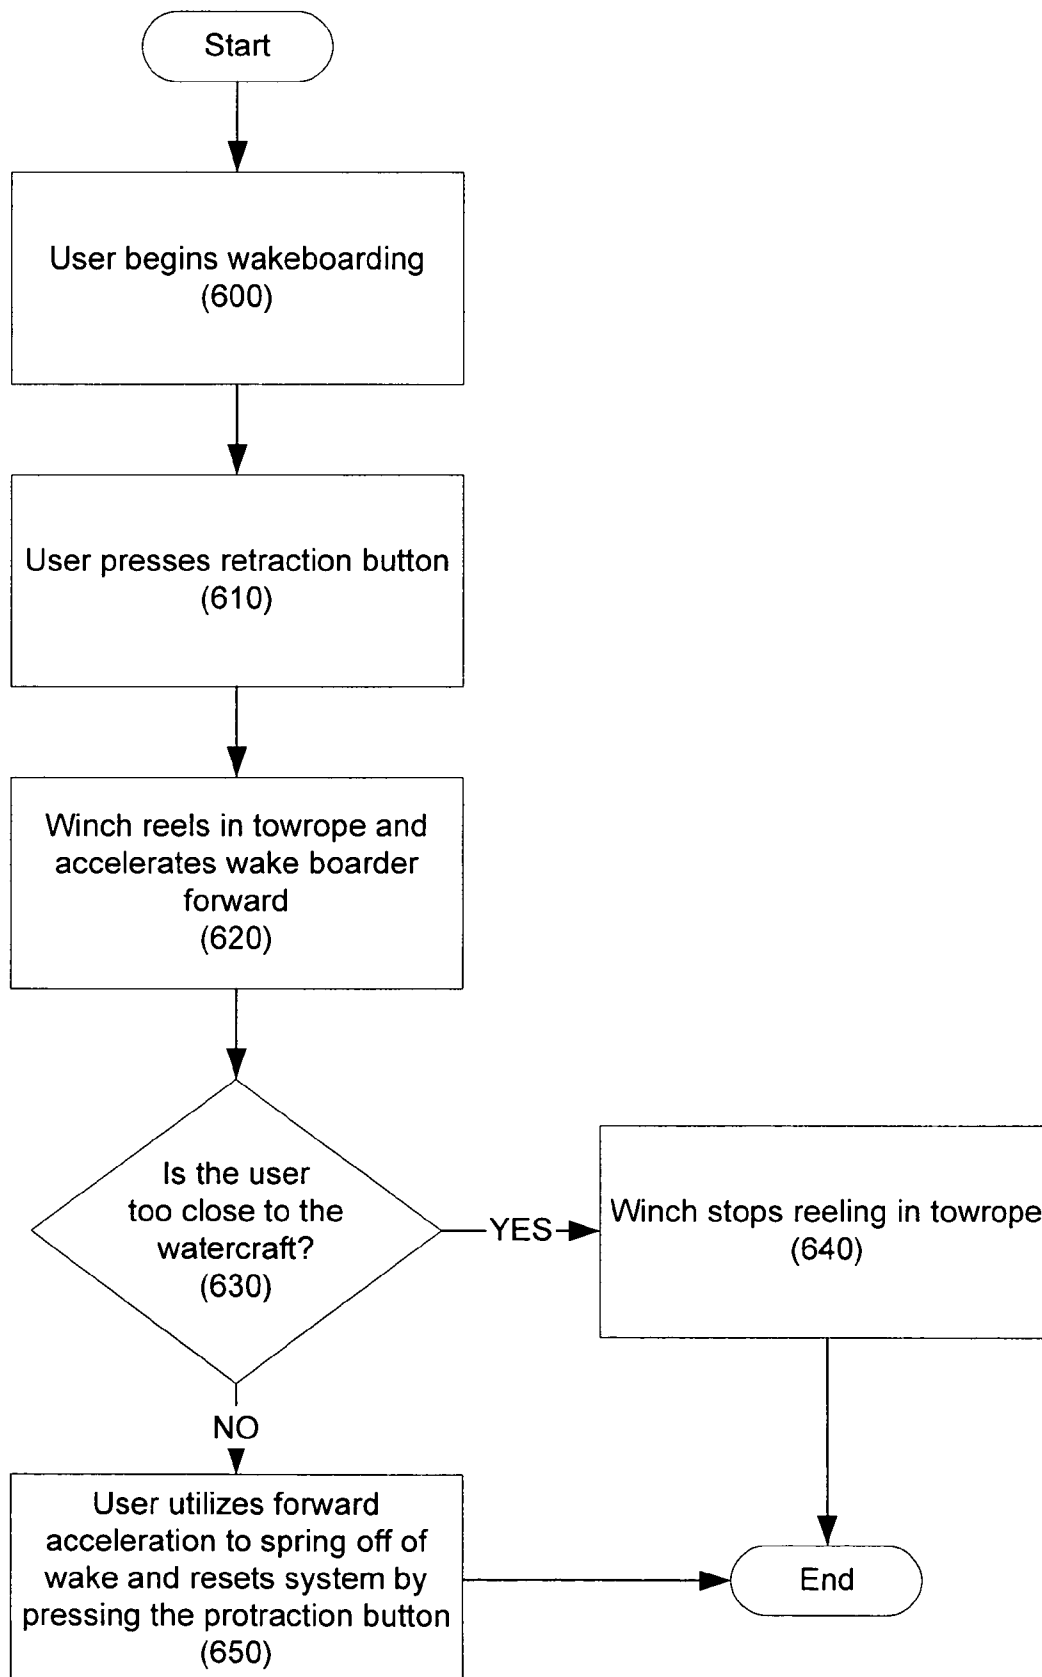 Start
User begins wakeboarding
(600)
User presses retraction button
(610)
Winch reels in towrope and
accelerates wake boarder
forward
(620)
Is the user
too close to the
watercraft?
(630)
YES
Winch stops reeling in towrope
(640)
NO
User utilizes forward
acceleration to spring off of
wake and resets system by
pressing the protraction button
(650)
End